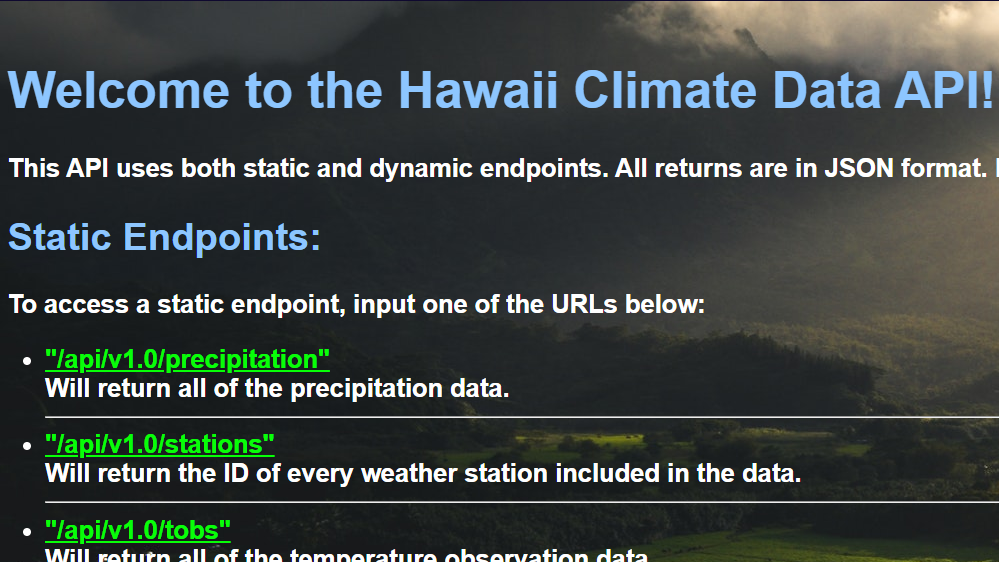 Welcome to the Hawaii Climate Data API!
This API uses both static and dynamic endpoints. All returns are in JSON format.
Static Endpoints:
To access a static endpoint, input one of the URLs below:
"/api/v1.0/precipitation"
Will return all of the precipitation data.
"/api/v1.0/stations"
Will return the ID of every weather station included in the data.
"/api/v1.0/tobs"
Will return all of the temperature observation data